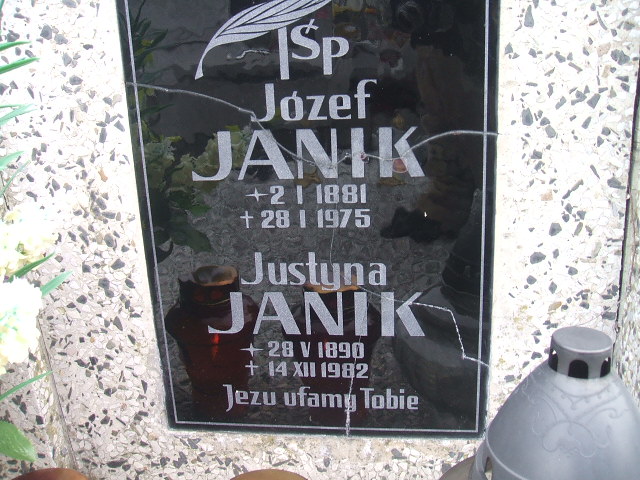 ŚP
Józef
JANIK
2 I 1881
✝ 28 I 1975
Justyna
JANIK
28 V 1890
✝ 14 XII 1982
Jezu ufamy Tobie